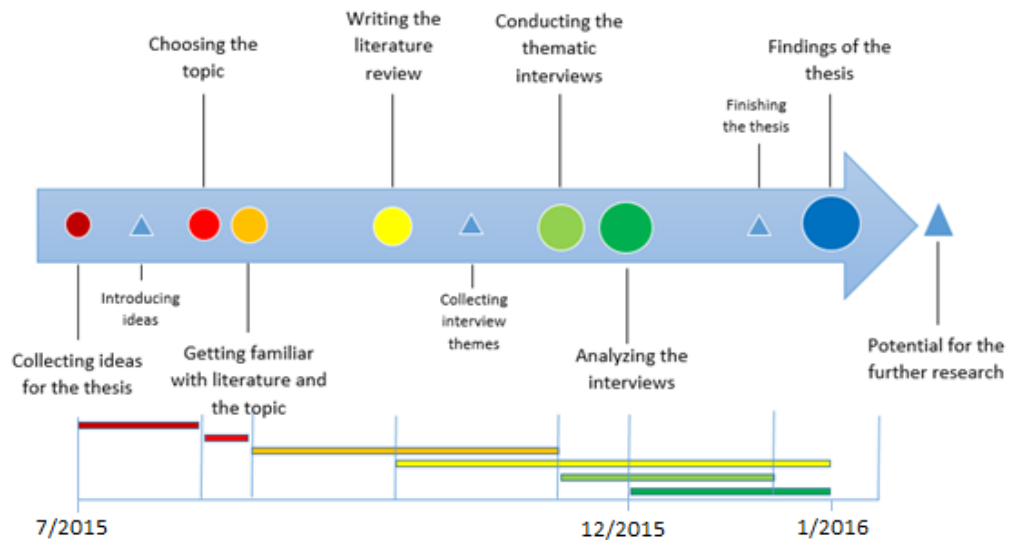 Choosing the
topic
Writing the
literature
review
Conducting the
thematic
interviews
Finishing
the thesis
Findings of the
thesis
Collecting ideas
for the thesis
Introducing
ideas
Getting familiar
with literature and
the topic
Collecting
interview
themes
Analyzing the
interviews
Potential for the
further research
7/2015
12/2015
1/2016